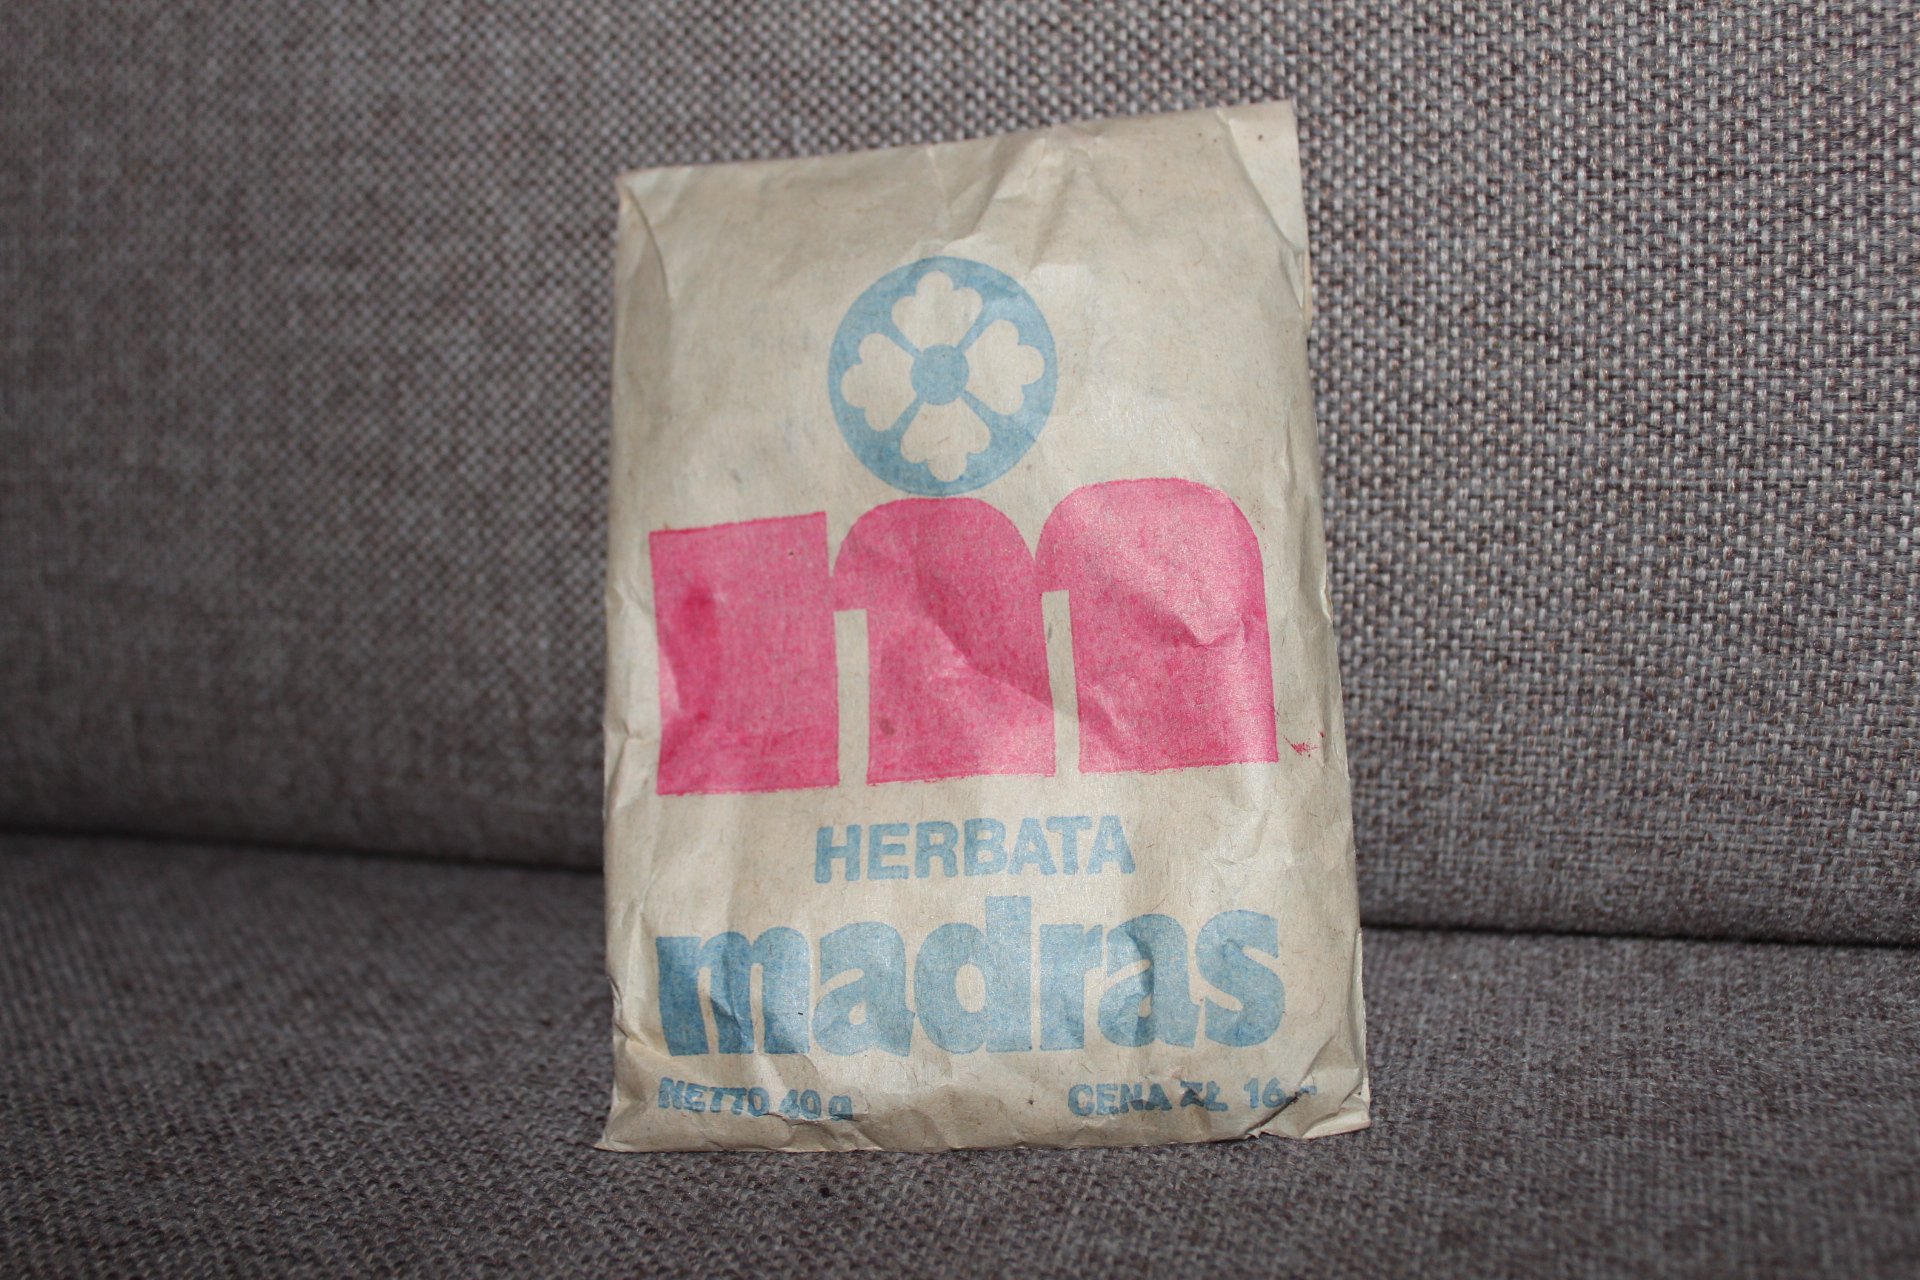 m
HERBATA
madras
NETTO 40 g CENA ZŁ 16,—